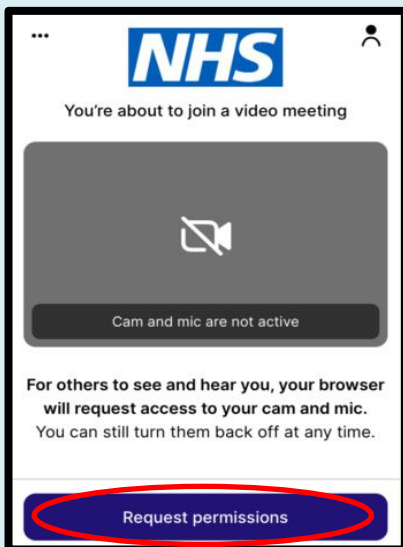 NHS
You're about to join a video meeting
Cam and mic are not active
For others to see and hear you, your browser
will request access to your cam and mic.
You can still turn them back off at any time.
Request permissions